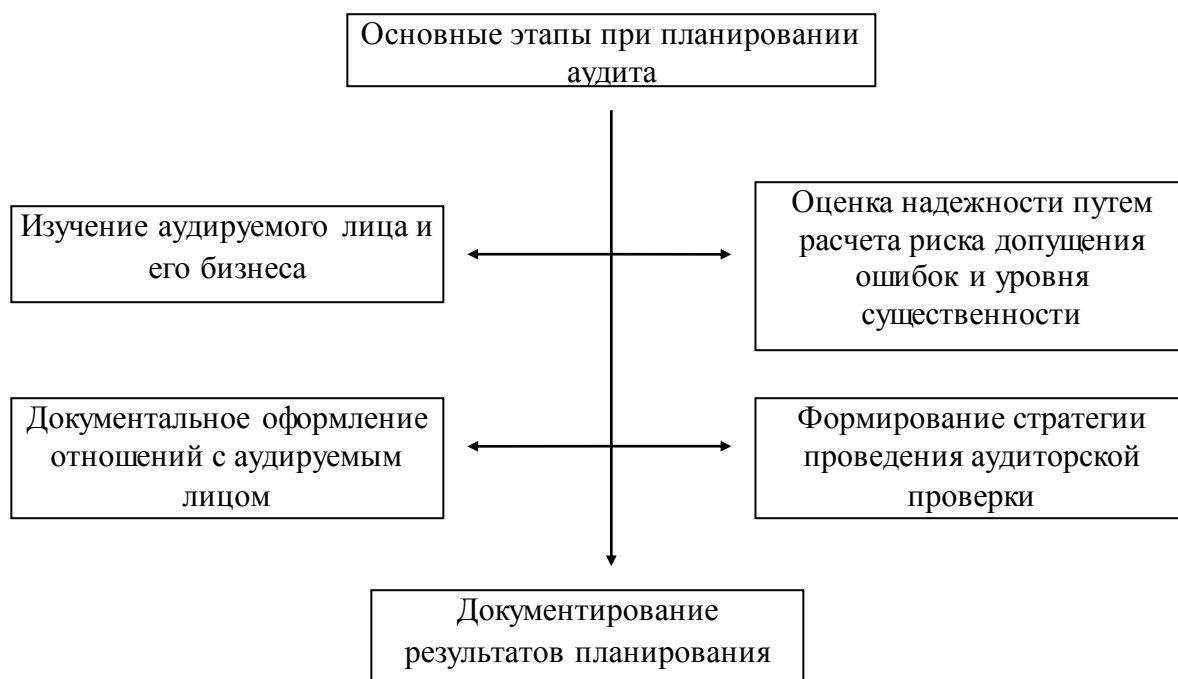 Основные этапы при планировании
аудита
Изучение аудируемого лица и
его бизнеса
Оценка надежности путем
расчета риска допущения
ошибок и уровня
существенности
Документальное оформление
отношений с аудируемым
лицом
Формирование стратегии
проведения аудиторской
проверки
Документирование
результатов планирования